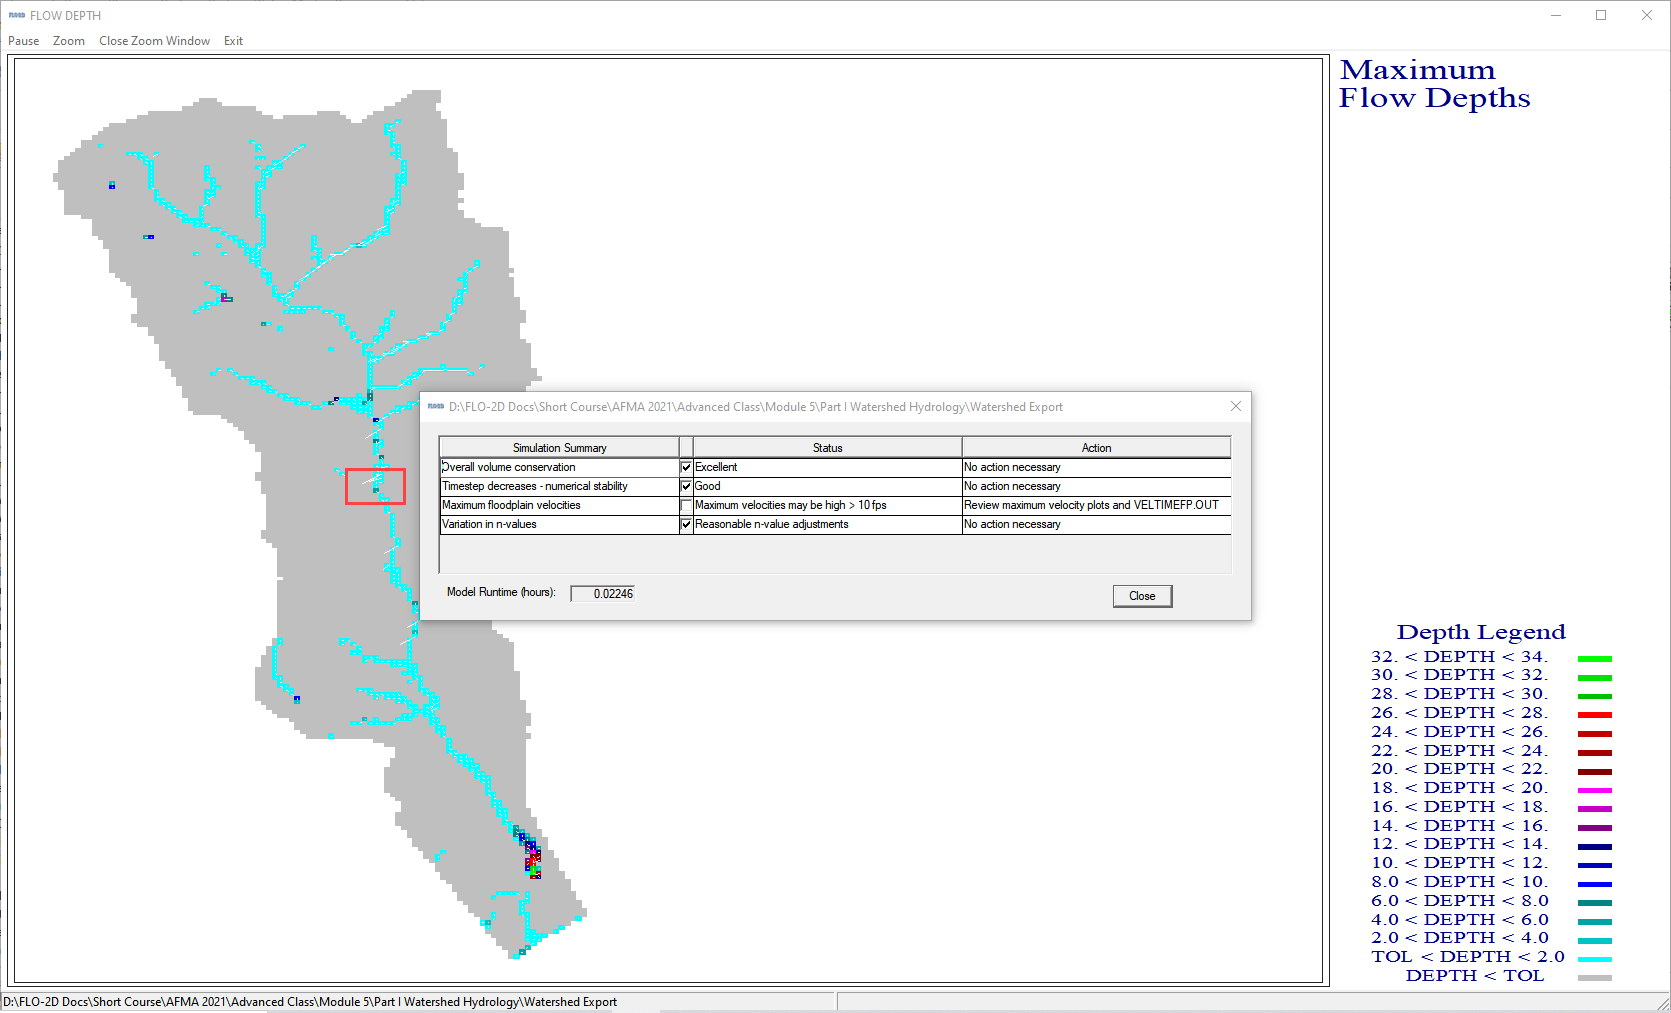 FLOW DEPTH
Pause Zoom Close Zoom Window Exit
Maximum
Flow Depths
D:\FLO-2D Docs\Short Course\AFMA 2021\Advanced Class\Module 5\Part I Watershed Hydrology\Watershed Export
Simulation Summary Status Action
Overall volume conservation Excellent No action necessary
Timestep decreases - numerical stability Good No action necessary
Maximum floodplain velocities Maximum velocities may be high > 10 fps Review maximum velocity plots and VELTIMEFP.OUT
Variation in n-values Reasonable n-value adjustments No action necessary
Model Runtime (hours): 0.02246 Close
Depth Legend
32. < DEPTH < 34.
30. < DEPTH < 32.
28. < DEPTH < 30.
26. < DEPTH < 28.
24. < DEPTH < 26.
22. < DEPTH < 24.
20. < DEPTH < 22.
18. < DEPTH < 20.
16. < DEPTH < 18.
14. < DEPTH < 16.
12. < DEPTH < 14.
10. < DEPTH < 12.
8.0 < DEPTH < 10.
6.0 < DEPTH < 8.0
4.0 < DEPTH < 6.0
2.0 < DEPTH < 4.0
TOL < DEPTH < 2.0
DEPTH < TOL
D:\FLO-2D Docs\Short Course\AFMA 2021\Advanced Class\Module 5\Part I Watershed Hydrology\Watershed Export